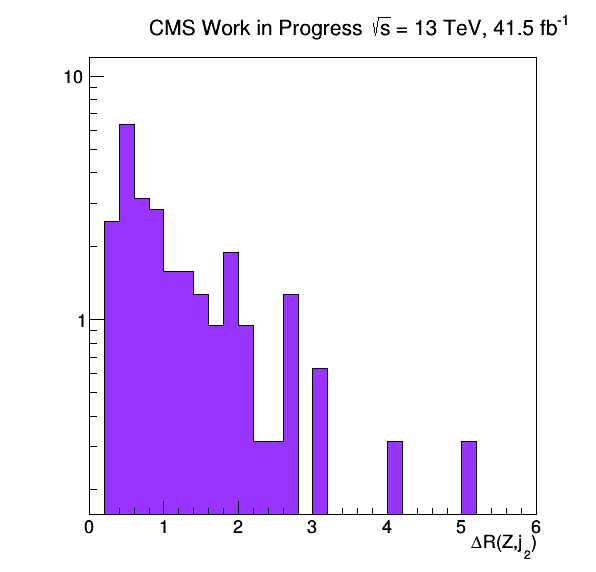 CMS Work in Progress √s = 13 TeV, 41.5 fb⁻¹
10
1
0 1 2 3 4 5 6
ΔR(Z,j₂)